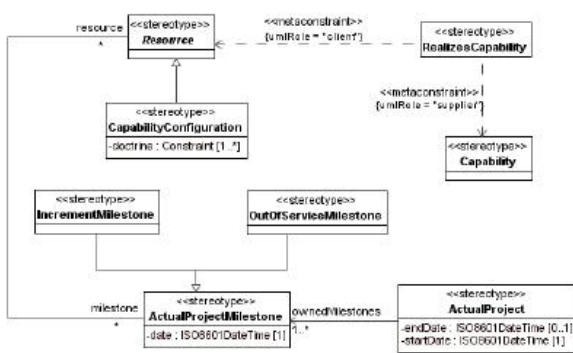 resource
*
<<stereotype>>
Resource
<<metaconstraint>>
{umlRole = "client"}
<<stereotype>>
RealizesCapability
<<metaconstraint>>
{umlRole = "supplier"}
<<stereotype>>
CapabilityConfiguration
-doctrine : Constraint [1..*]
<<stereotype>>
Capability
<<stereotype>>
IncrementMilestone
<<stereotype>>
OutOfServiceMilestone
milestone
*
<<stereotype>>
ActualProjectMilestone
-date : ISO8601DateTime [1]
ownedMilestones
1..*
<<stereotype>>
ActualProject
-endDate : ISO8601DateTime [0..1]
-startDate : ISO8601DateTime [1]